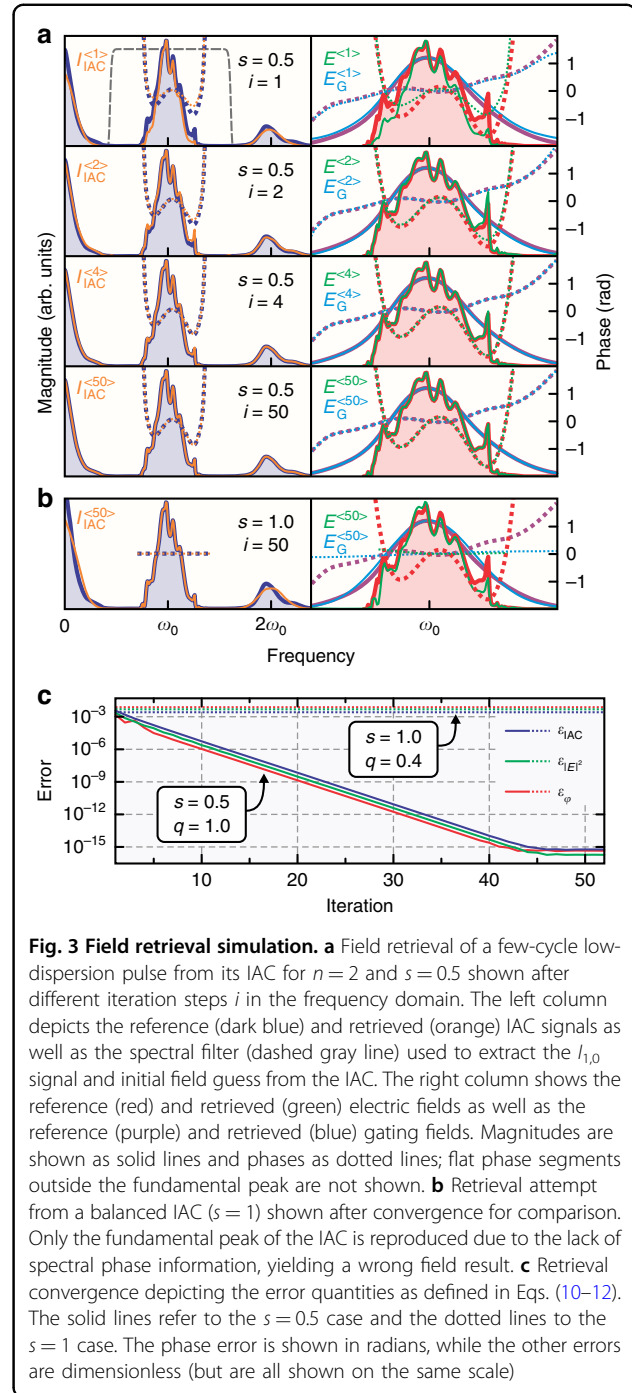 a
I_IAC^<1>
s = 0.5
i = 1
E^<1>
E_G^<1>
1
0
−1
I_IAC^<2>
s = 0.5
i = 2
E^<2>
E_G^<2>
1
0
−1
I_IAC^<4>
s = 0.5
i = 4
E^<4>
E_G^<4>
1
0
−1
I_IAC^<50>
s = 0.5
i = 50
E^<50>
E_G^<50>
1
0
−1
Magnitude (arb. units)
Phase (rad)
b
I_IAC^<50>
s = 1.0
i = 50
E^<50>
E_G^<50>
1
0
−1
0 ω₀ 2ω₀ ω₀
Frequency
c
10⁻³
10⁻⁶
10⁻⁹
10⁻¹²
10⁻¹⁵
Error
s = 1.0
q = 0.4
s = 0.5
q = 1.0
ε_IAC
ε_|E|²
ε_φ
10 20 30 40 50
Iteration
Fig. 3 Field retrieval simulation. a Field retrieval of a few-cycle low-
dispersion pulse from its IAC for n = 2 and s = 0.5 shown after
different iteration steps i in the frequency domain. The left column
depicts the reference (dark blue) and retrieved (orange) IAC signals as
well as the spectral filter (dashed gray line) used to extract the I₁,₀
signal and initial field guess from the IAC. The right column shows the
reference (red) and retrieved (green) electric fields as well as the
reference (purple) and retrieved (blue) gating fields. Magnitudes are
shown as solid lines and phases as dotted lines; flat phase segments
outside the fundamental peak are not shown. b Retrieval attempt
from a balanced IAC (s = 1) shown after convergence for comparison.
Only the fundamental peak of the IAC is reproduced due to the lack of
spectral phase information, yielding a wrong field result. c Retrieval
convergence depicting the error quantities as defined in Eqs. (10–12).
The solid lines refer to the s = 0.5 case and the dotted lines to the
s = 1 case. The phase error is shown in radians, while the other errors
are dimensionless (but are all shown on the same scale)